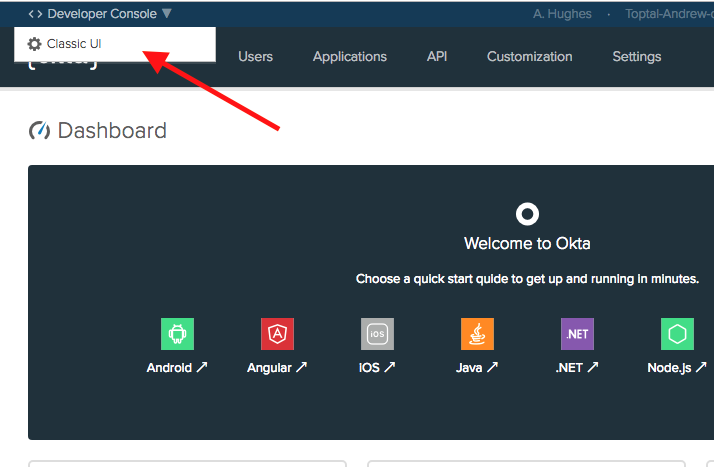 <> Developer Console ▼
A. Hughes · Toptal-Andrew-
Classic UI
Users Applications API Customization Settings
Dashboard
Welcome to Okta
Choose a quick start guide to get up and running in minutes.
iOS .NET
Android ↗ Angular ↗ iOS ↗ Java ↗ .NET ↗ Node.js ↗